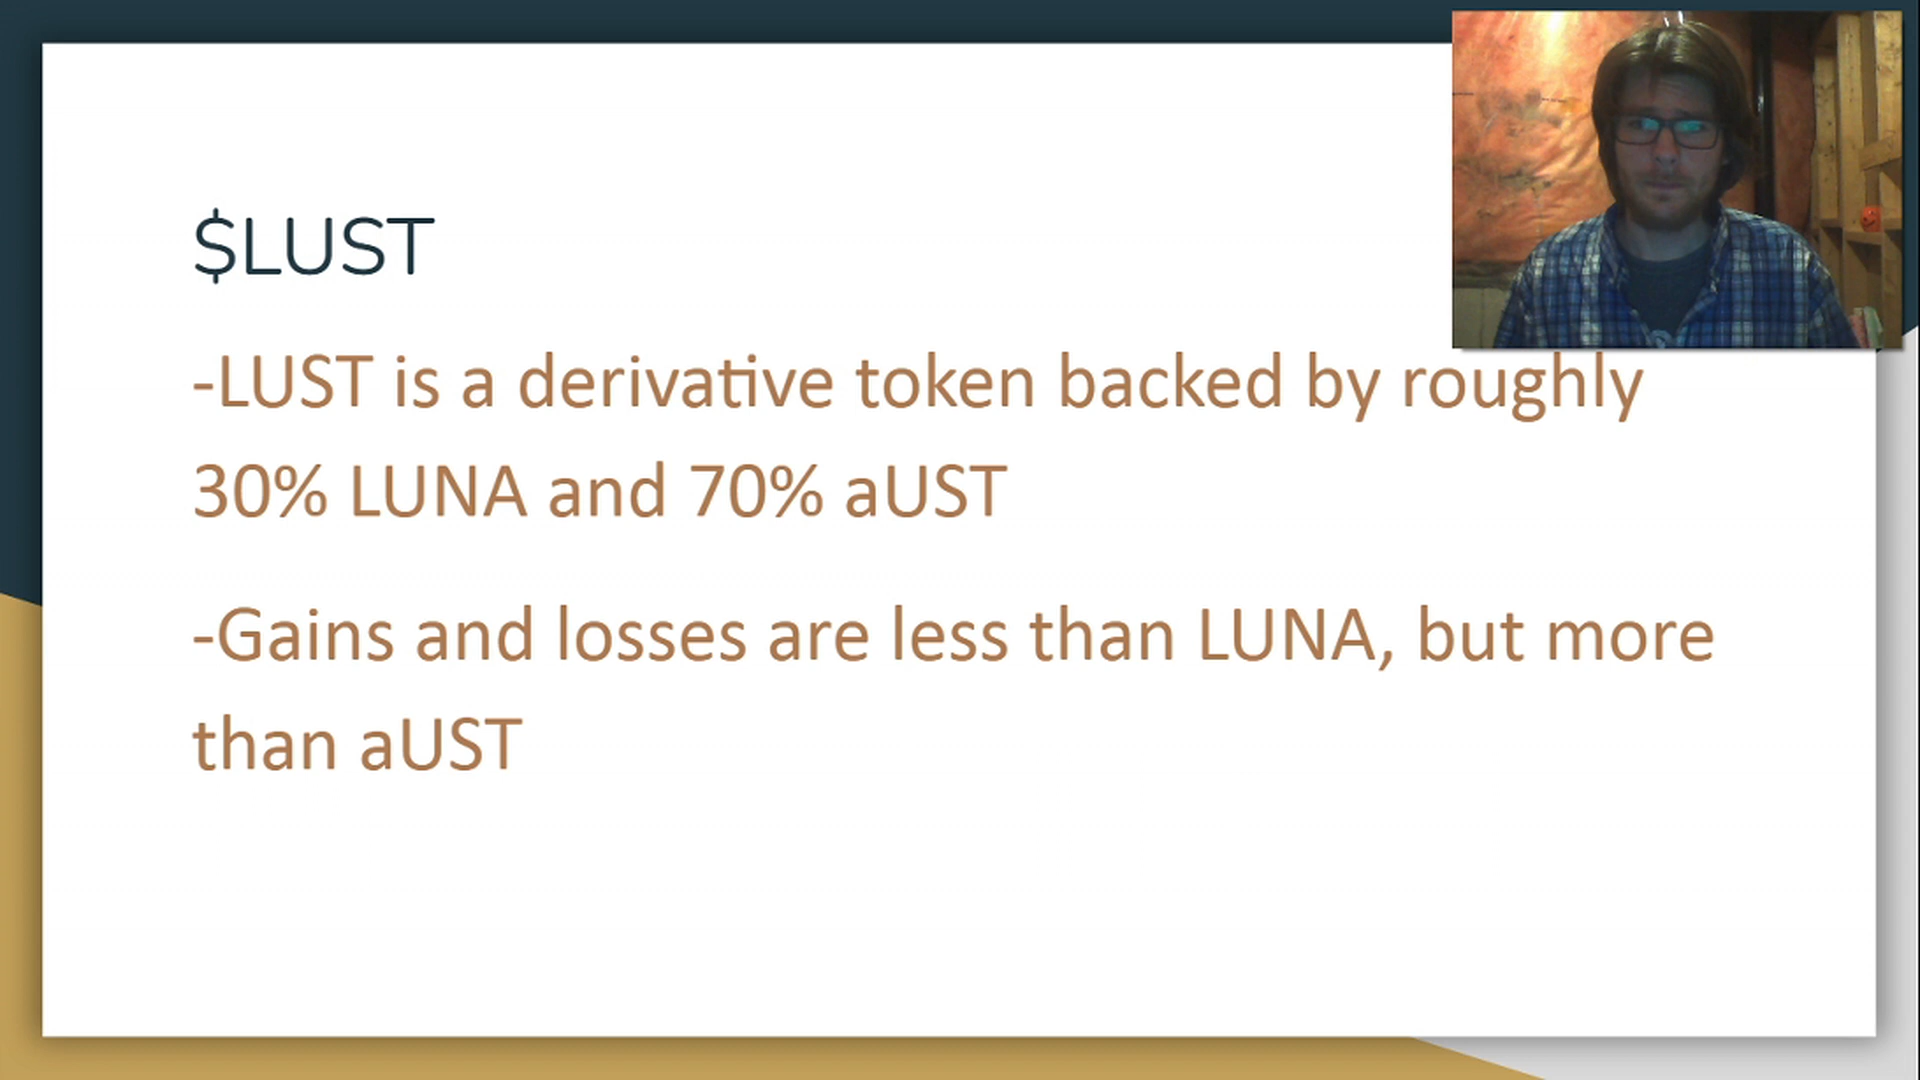 $LUST
-LUST is a derivative token backed by roughly
30% LUNA and 70% aUST
-Gains and losses are less than LUNA, but more
than aUST